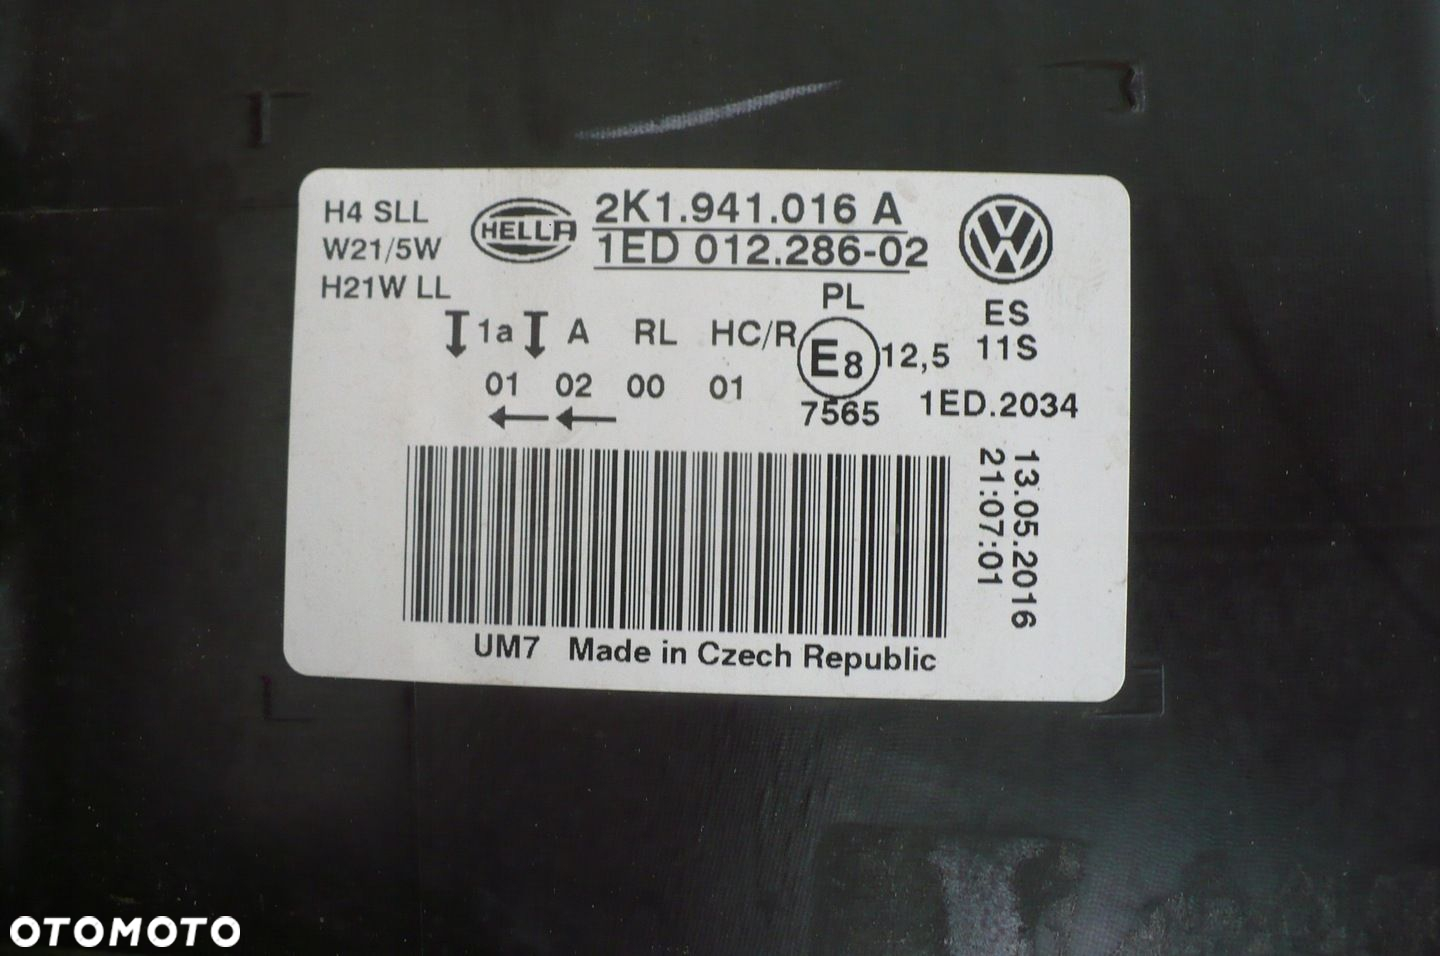 H4 SLL
W21/5W
H21W LL
HELLA
2K1.941.016 A
1ED 012.286-02
PL
ES
11S
1a A RL HC/R
E8
12,5
01 02 00 01
7565
1ED.2034
13.05.2016
21:07:01
UM7 Made in Czech Republic
OTOMOTO